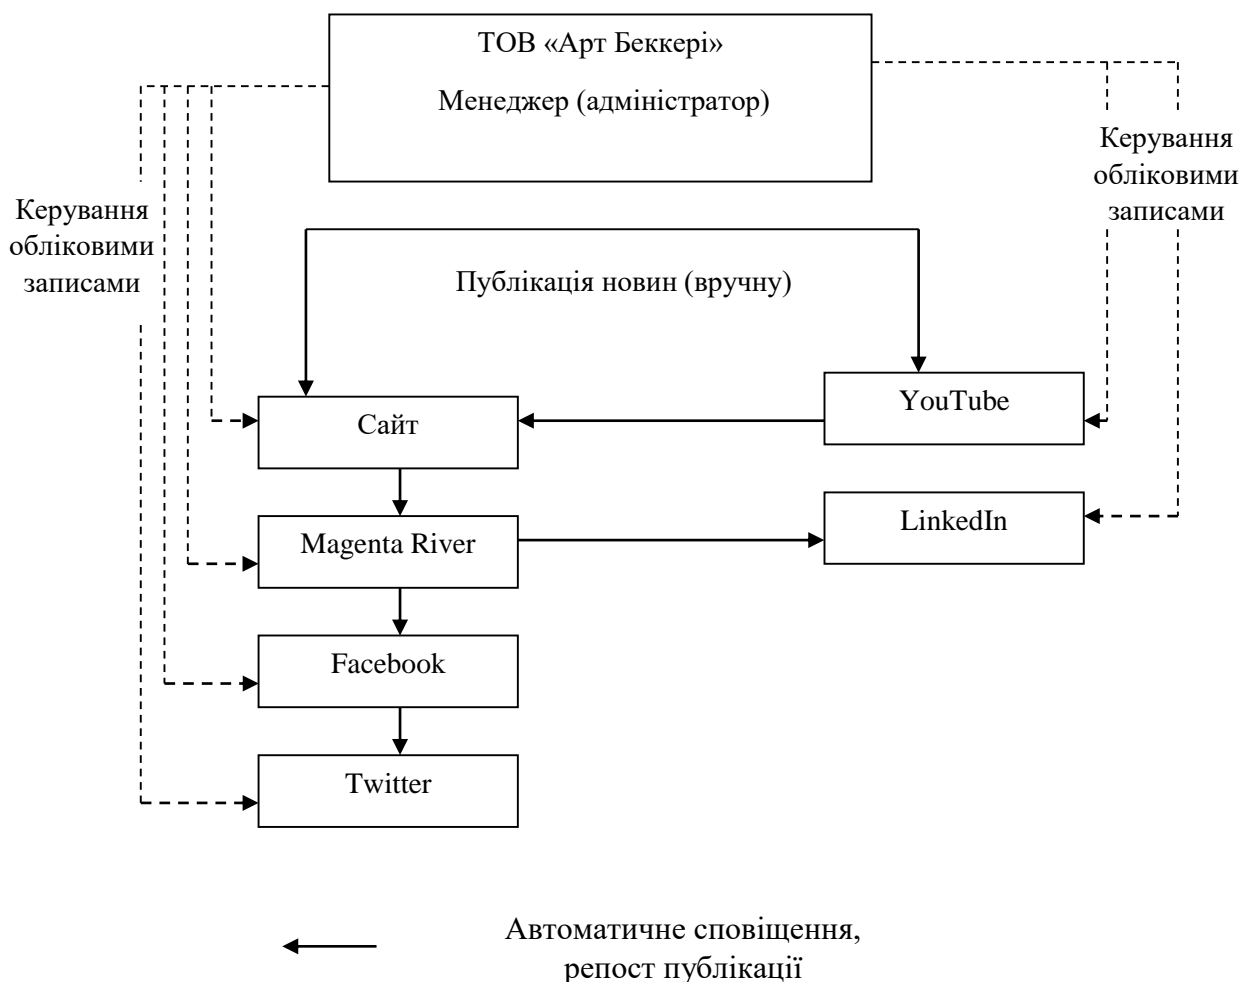 ТОВ «Арт Беккері»
Менеджер (адміністратор)
Керування
обліковими
записами
Керування
обліковими
записами
Публікація новин (вручну)
YouTube
Сайт
LinkedIn
Magenta River
Facebook
Twitter
Автоматичне сповіщення,
репост публікації